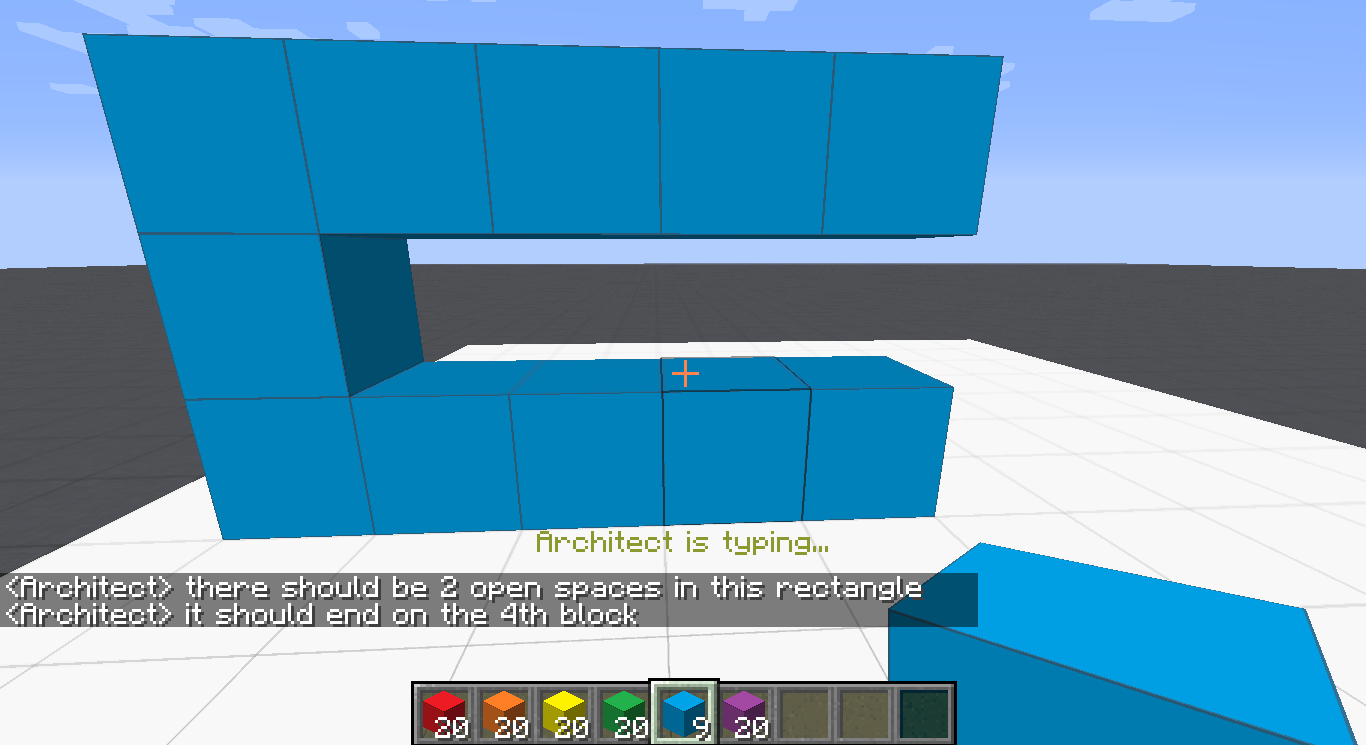 Architect is typing...
<Architect> there should be 2 open spaces in this rectangle
<Architect> it should end on the 4th block
20 20 20 20 9 20